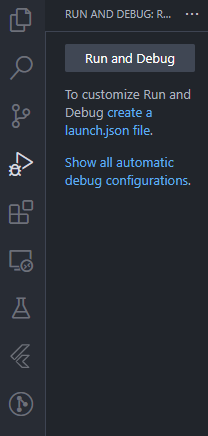 RUN AND DEBUG: R...
Run and Debug
To customize Run and
Debug create a
launch.json file.
Show all automatic
debug configurations.